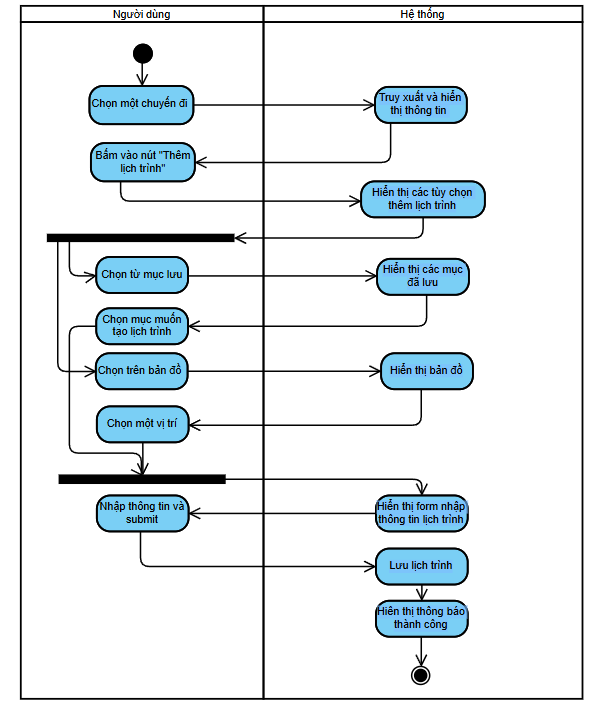 Người dùng
Hệ thống
Chọn một chuyến đi
Truy xuất và hiển
thị thông tin
Bấm vào nút "Thêm
lịch trình"
Hiển thị các tùy chọn
thêm lịch trình
Chọn từ mục lưu
Hiển thị các mục
đã lưu
Chọn mục muốn
tạo lịch trình
Chọn trên bản đồ
Hiển thị bản đồ
Chọn một vị trí
Nhập thông tin và
submit
Hiển thị form nhập
thông tin lịch trình
Lưu lịch trình
Hiển thị thông báo
thành công